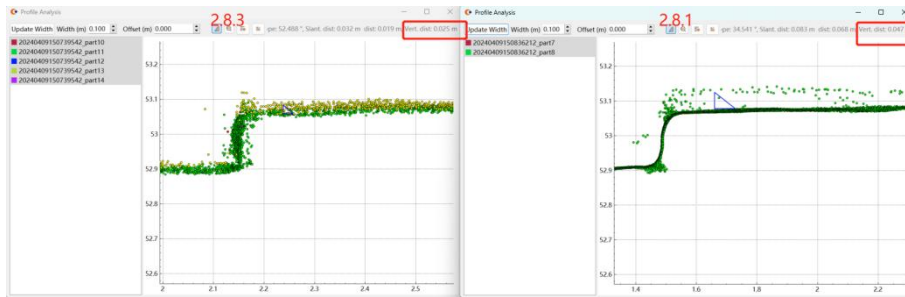 Profile Analysis
2.8.3
Update Width Width (m) 0.100 Offset (m) 0.000 pe: 52.488 °, Slant. dist: 0.032 m dist: 0.019 m Vert. dist: 0.025 m
20240409150739542_part10
20240409150739542_part11
20240409150739542_part12
20240409150739542_part13
20240409150739542_part14
53.2
53.1
53
52.9
52.8
52.7
52.6
2
2.1
2.2
2.3
2.4
2.5
Profile Analysis
2.8.1
Update Width Width (m) 0.100 Offset (m) 0.000 pe: 34.541 °, Slant. dist: 0.083 m dist: 0.068 m Vert. dist: 0.047
20240409150836212_part7
20240409150836212_part8
53.2
53.1
53
52.9
52.8
52.7
52.6
1.4
1.6
1.8
2
2.2